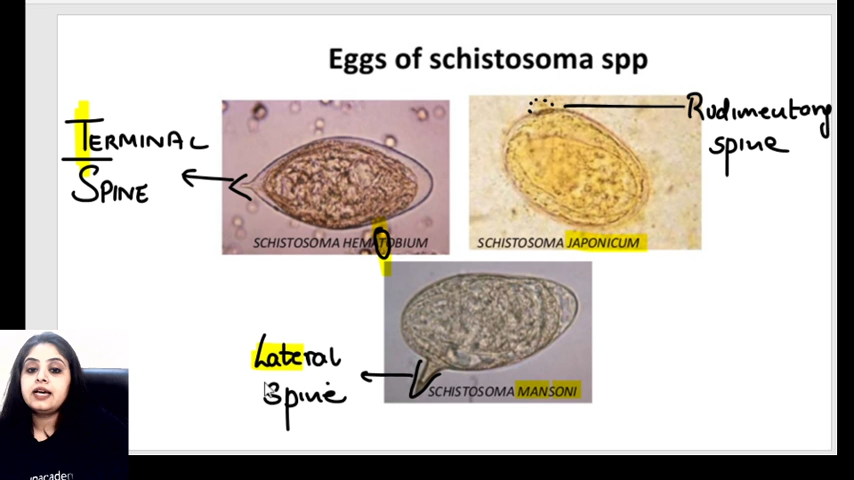 Eggs of schistosoma spp
TERMINAL
SPINE
Rudimentary
spine
SCHISTOSOMA HEMATOBIUM
SCHISTOSOMA JAPONICUM
Lateral
Spine
SCHISTOSOMA MANSONI